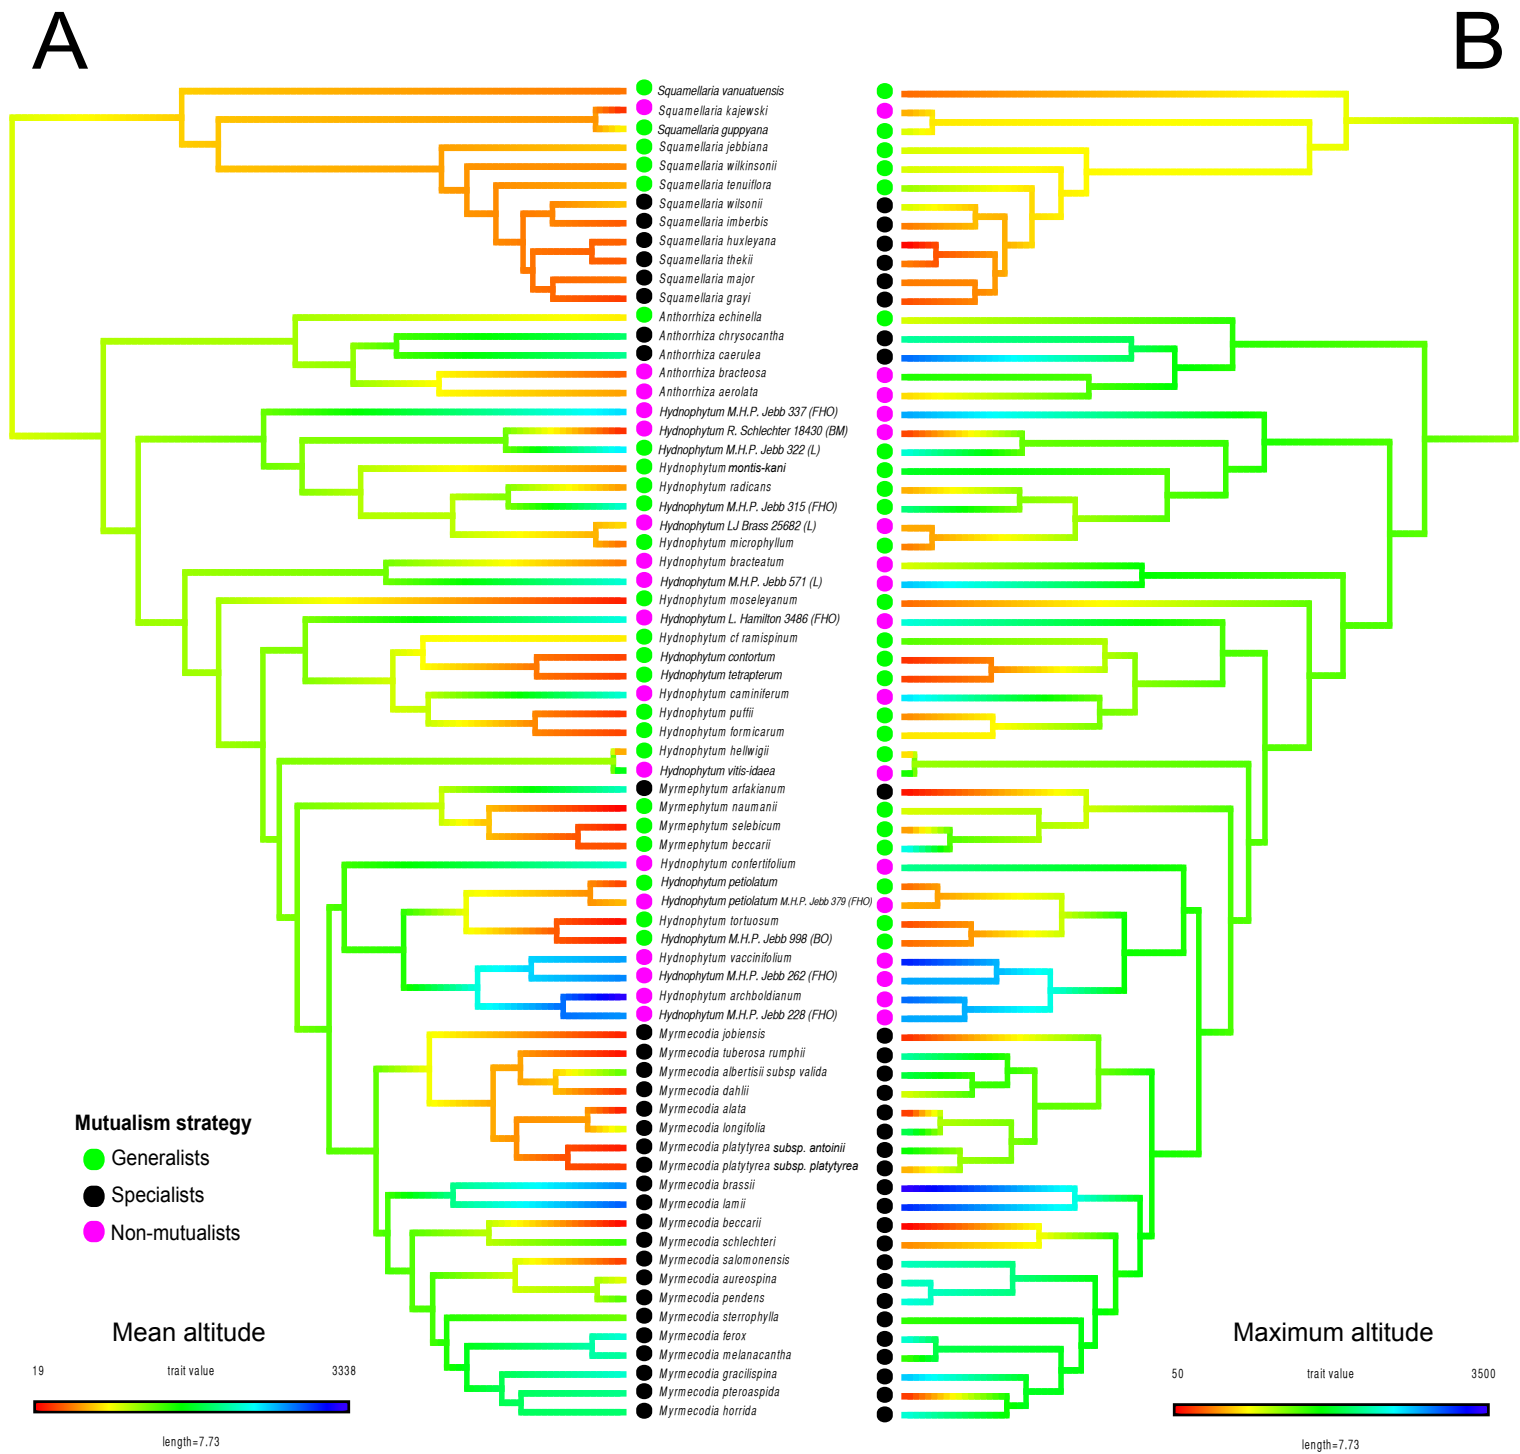 A
B
Squamellaria vanuatuensis
Squamellaria kajewski
Squamellaria guppyana
Squamellaria jebbiana
Squamellaria wilkinsonii
Squamellaria tenuiflora
Squamellaria wilsonii
Squamellaria imberbis
Squamellaria huxleyana
Squamellaria thekii
Squamellaria major
Squamellaria grayi
Anthorrhiza echinella
Anthorrhiza chrysocantha
Anthorrhiza caerulea
Anthorrhiza bracteosa
Anthorrhiza aerolata
Hydnophytum M.H.P. Jebb 337 (FHO)
Hydnophytum R. Schlechter 18430 (BM)
Hydnophytum M.H.P. Jebb 322 (L)
Hydnophytum montis-kani
Hydnophytum radicans
Hydnophytum M.H.P. Jebb 315 (FHO)
Hydnophytum LJ Brass 25682 (L)
Hydnophytum microphyllum
Hydnophytum bracteatum
Hydnophytum M.H.P. Jebb 571 (L)
Hydnophytum moseleyanum
Hydnophytum L. Hamilton 3486 (FHO)
Hydnophytum cf ramispinum
Hydnophytum contortum
Hydnophytum tetrapterum
Hydnophytum caminiferum
Hydnophytum puffii
Hydnophytum formicarum
Hydnophytum hellwigii
Hydnophytum vitis-idaea
Myrmephytum arfakianum
Myrmephytum naumanii
Myrmephytum selebicum
Myrmephytum beccarii
Hydnophytum confertifolium
Hydnophytum petiolatum
Hydnophytum petiolatum M.H.P. Jebb 379 (FHO)
Hydnophytum tortuosum
Hydnophytum M.H.P. Jebb 998 (BO)
Hydnophytum vaccinifolium
Hydnophytum M.H.P. Jebb 262 (FHO)
Hydnophytum archboldianum
Hydnophytum M.H.P. Jebb 228 (FHO)
Myrmecodia jobiensis
Myrmecodia tuberosa rumphii
Myrmecodia albertisii subsp valida
Myrmecodia dahlii
Myrmecodia alata
Myrmecodia longifolia
Myrmecodia platytyrea subsp. antoinii
Myrmecodia platytyrea subsp. platytyrea
Myrmecodia brassii
Myrmecodia lamii
Myrmecodia beccarii
Myrmecodia schlechteri
Myrmecodia salomonensis
Myrmecodia aureospina
Myrmecodia pendens
Myrmecodia sterrophylla
Myrmecodia ferox
Myrmecodia melanacantha
Myrmecodia gracilispina
Myrmecodia pteroaspida
Myrmecodia horrida
Mutualism strategy
Generalists
Specialists
Non-mutualists
Mean altitude
19 trait value 3338
length=7.73
Maximum altitude
50 trait value 3500
length=7.73